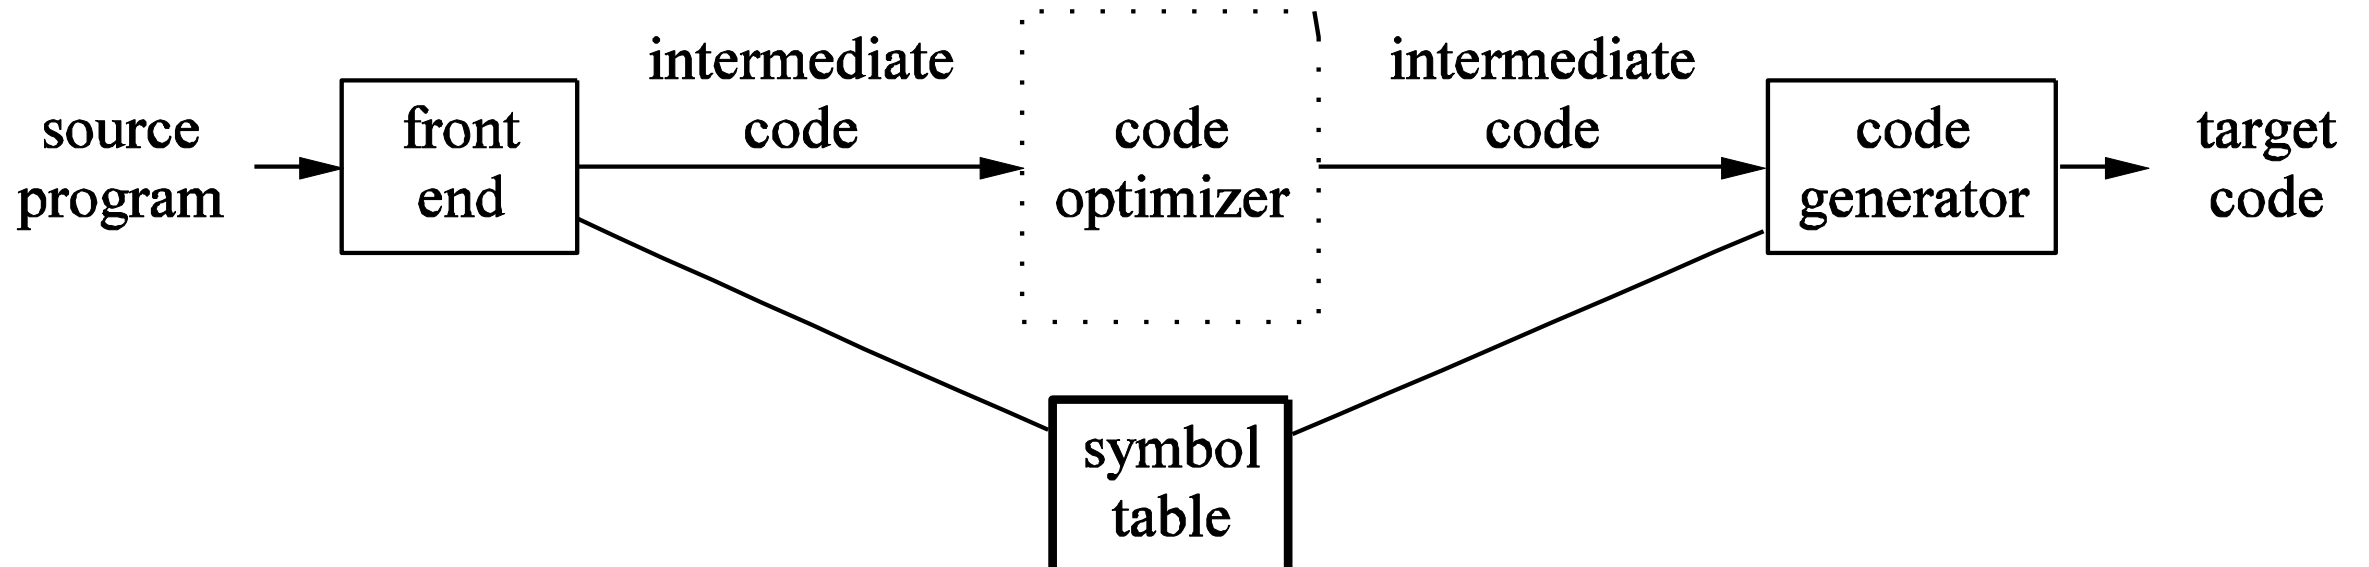 source
program
front
end
intermediate
code
code
optimizer
intermediate
code
code
generator
target
code
symbol
table